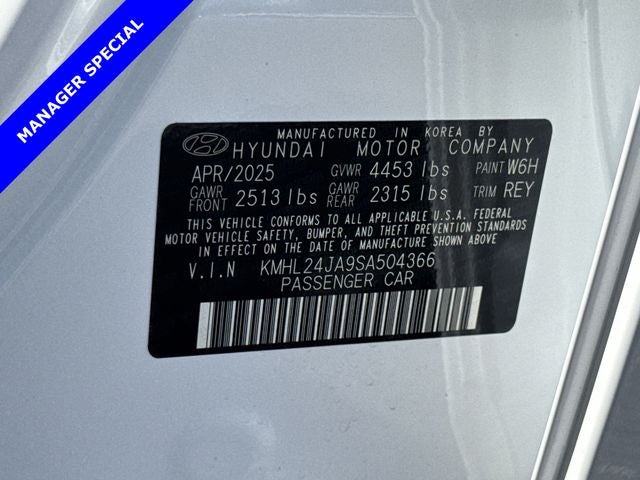 MANAGER SPECIAL
MANUFACTURED IN KOREA BY
HYUNDAI MOTOR COMPANY
APR/2025 GVWR 4453 lbs PAINT W6H
GAWR FRONT 2513 lbs GAWR REAR 2315 lbs TRIM REY
THIS VEHICLE CONFORMS TO ALL APPLICABLE U.S.A. FEDERAL
MOTOR VEHICLE SAFETY, BUMPER, AND THEFT PREVENTION STANDARDS
IN EFFECT ON THE DATE OF MANUFACTURE SHOWN ABOVE.
V.I.N KMHL24JA9SA504366
PASSENGER CAR